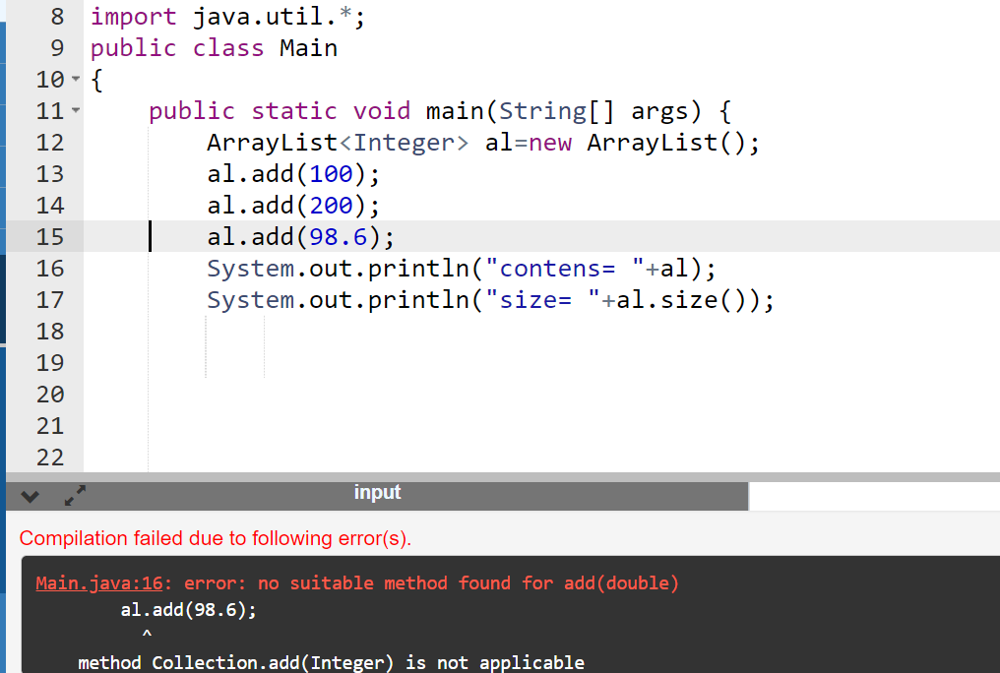 8 import java.util.*;
9 public class Main
10 {
11 public static void main(String[] args) {
12 ArrayList<Integer> al=new ArrayList();
13 al.add(100);
14 al.add(200);
15 al.add(98.6);
16 System.out.println("contens= "+al);
17 System.out.println("size= "+al.size());
18
19
20
21
22
input
Compilation failed due to following error(s).
Main.java:16: error: no suitable method found for add(double)
al.add(98.6);
^
method Collection.add(Integer) is not applicable